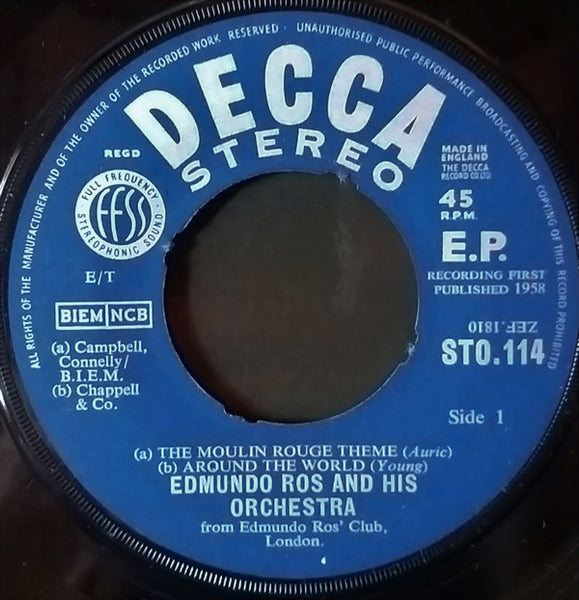 ALL RIGHTS OF THE MANUFACTURER AND OF THE OWNER OF THE RECORDED WORK RESERVED · UNAUTHORISED PUBLIC PERFORMANCE BROADCASTING AND COPYING OF THIS RECORD PROHIBITED
DECCA
STEREO
REGD
FULL FREQUENCY
FFSS
STEREOPHONIC SOUND
E/T
BIEM NCB
(a) Campbell,
Connelly/
B.I.E.M.
(b) Chappell
& Co.
MADE IN
ENGLAND
THE DECCA
RECORD CO LTD
45
R.P.M.
E.P.
RECORDING FIRST
PUBLISHED 1958
ZEF.1810
STO.114
Side 1
(a) THE MOULIN ROUGE THEME (Auric)
(b) AROUND THE WORLD (Young)
EDMUNDO ROS AND HIS
ORCHESTRA
from Edmundo Ros' Club,
London.